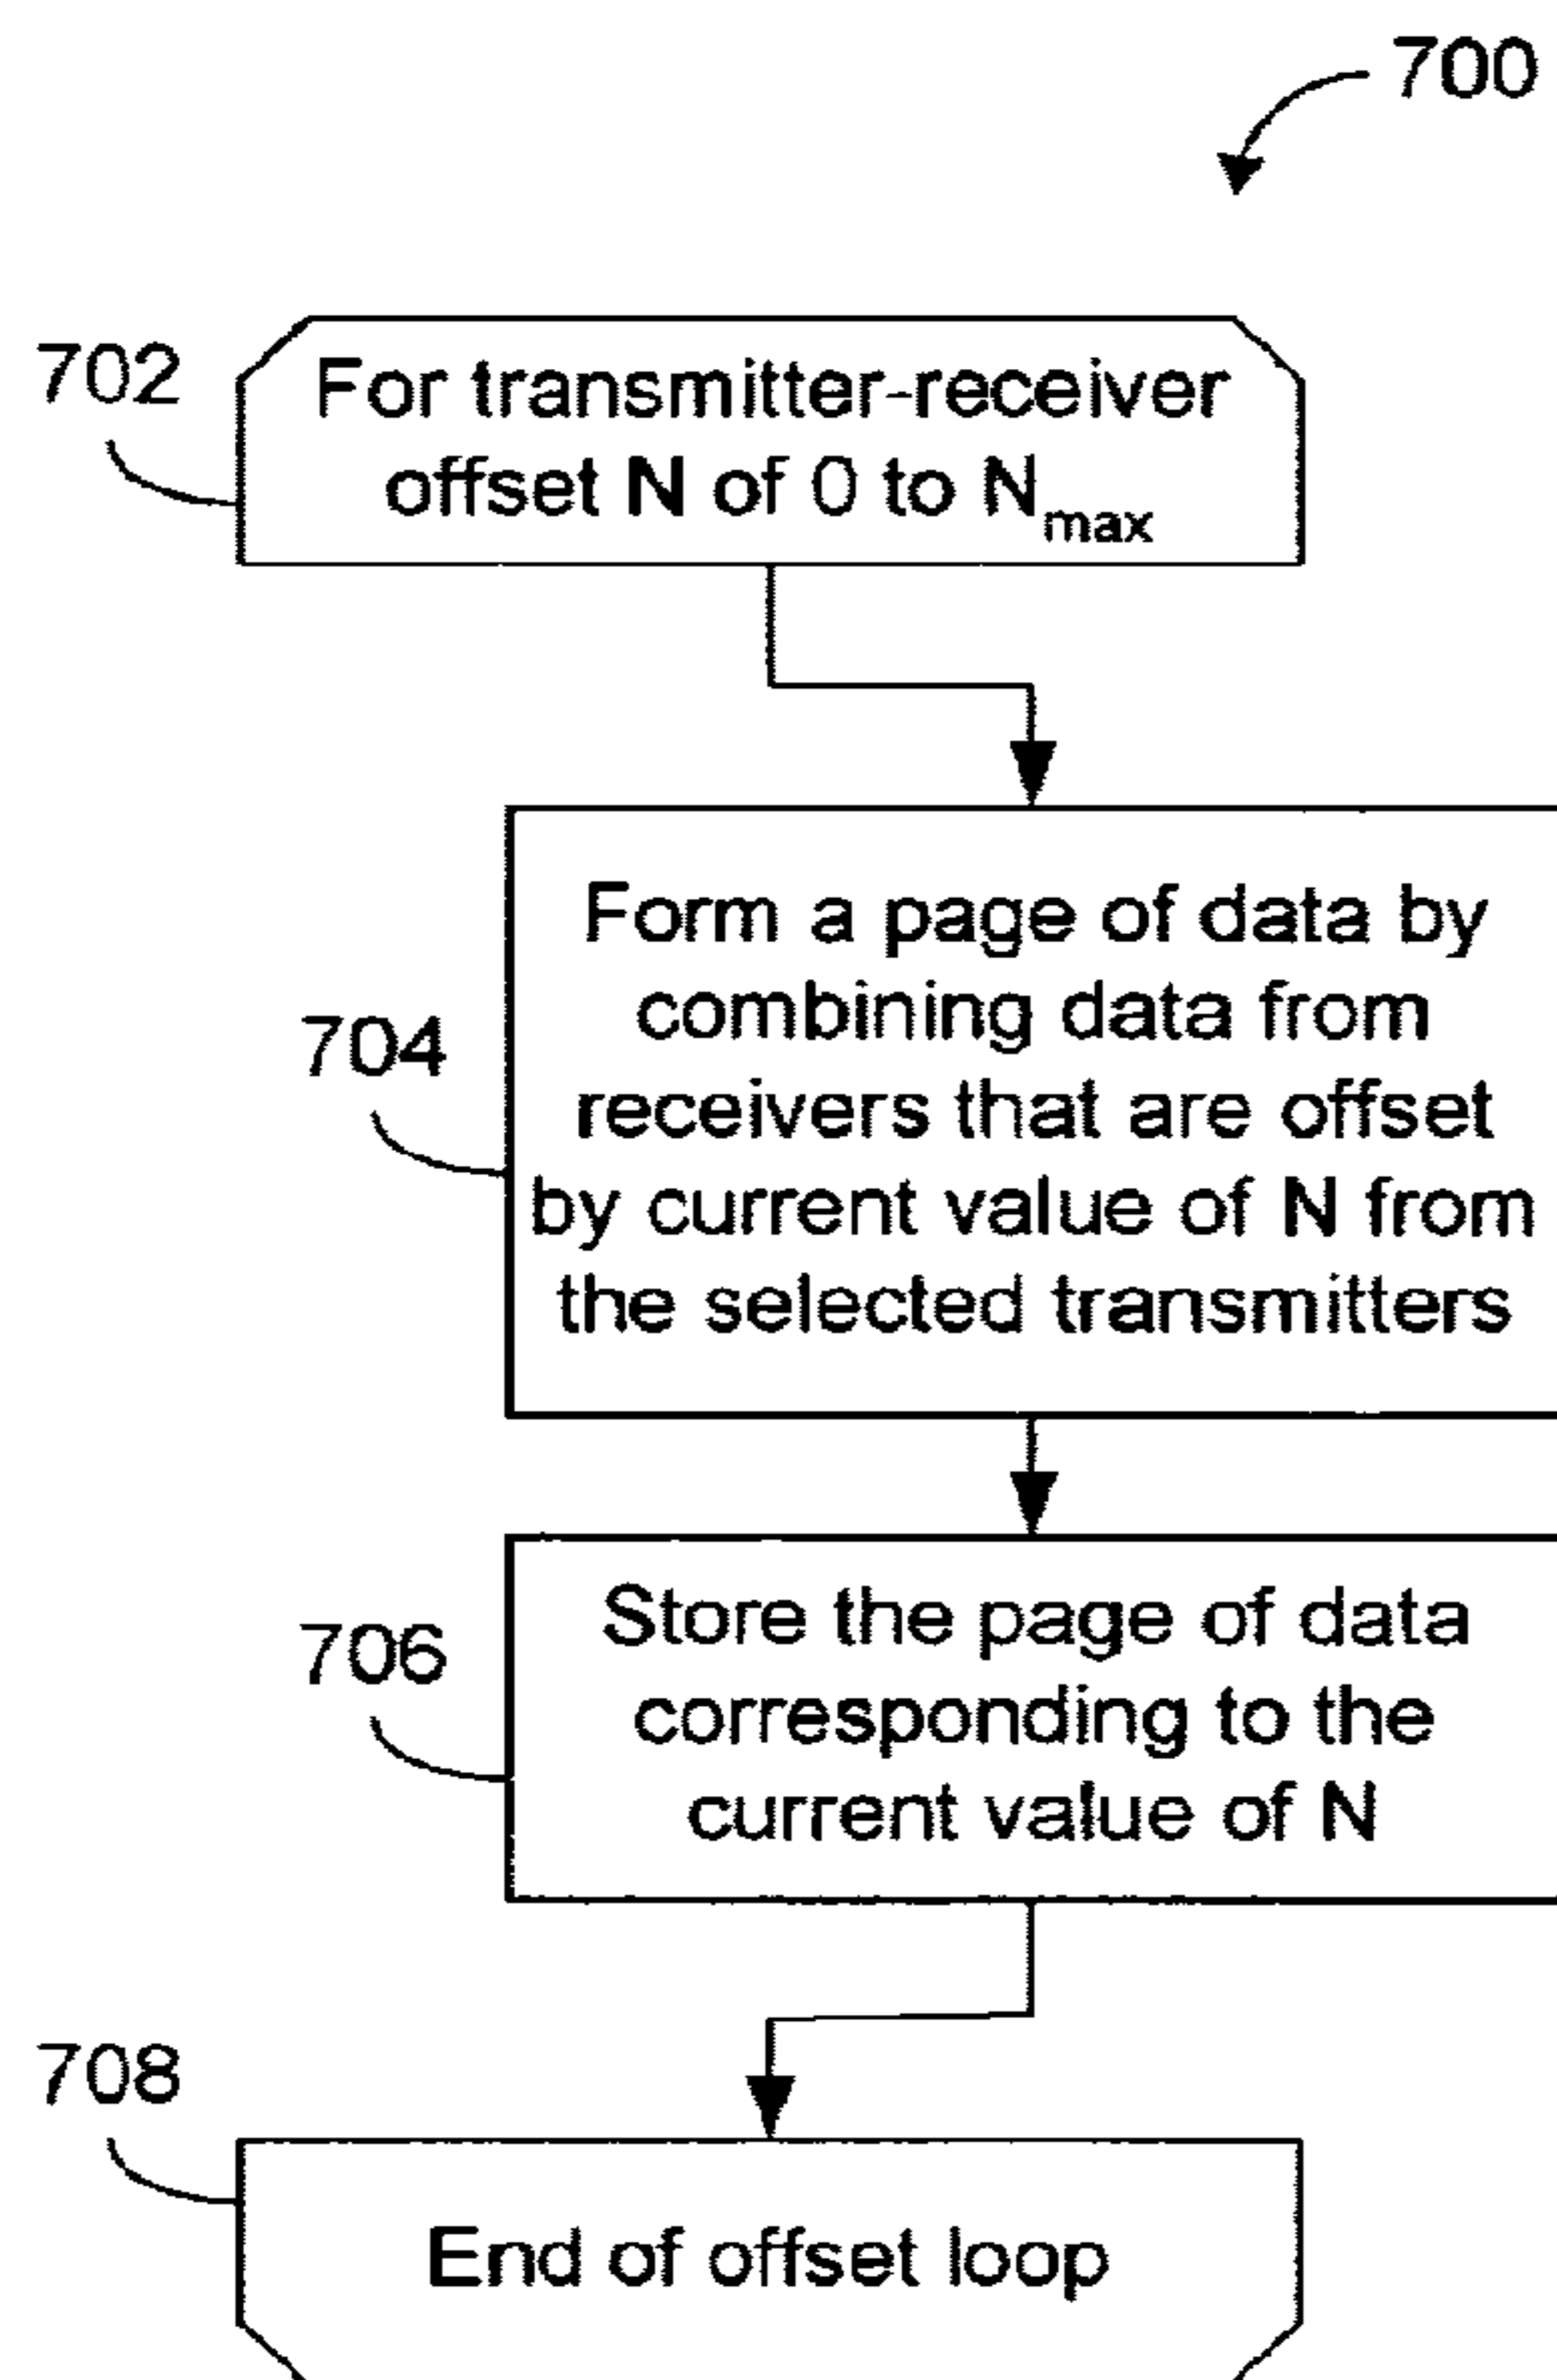 700
702
For transmitter-receiver
offset N of 0 to Nmax
704
Form a page of data by
combining data from
receivers that are offset
by current value of N from
the selected transmitters
706
Store the page of data
corresponding to the
current value of N
708
End of offset loop